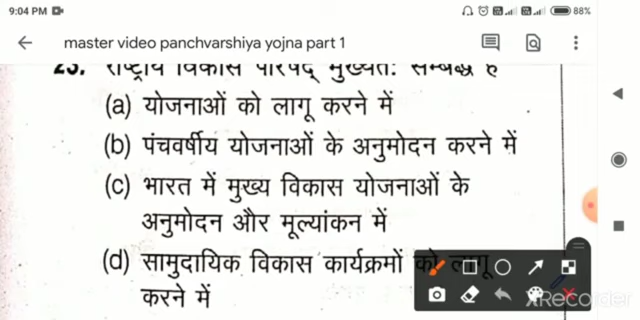 9:04 PM
88%
master video panchvarshiya yojna part 1
23. राष्ट्रीय विकास परिषद् मुख्यतः सम्बद्ध है
(a) योजनाओं को लागू करने में
(b) पंचवर्षीय योजनाओं के अनुमोदन करने में
(c) भारत में मुख्य विकास योजनाओं के
अनुमोदन और मूल्यांकन में
(d) सामुदायिक विकास कार्यक्रमों को लागू
करने में
XRecorder